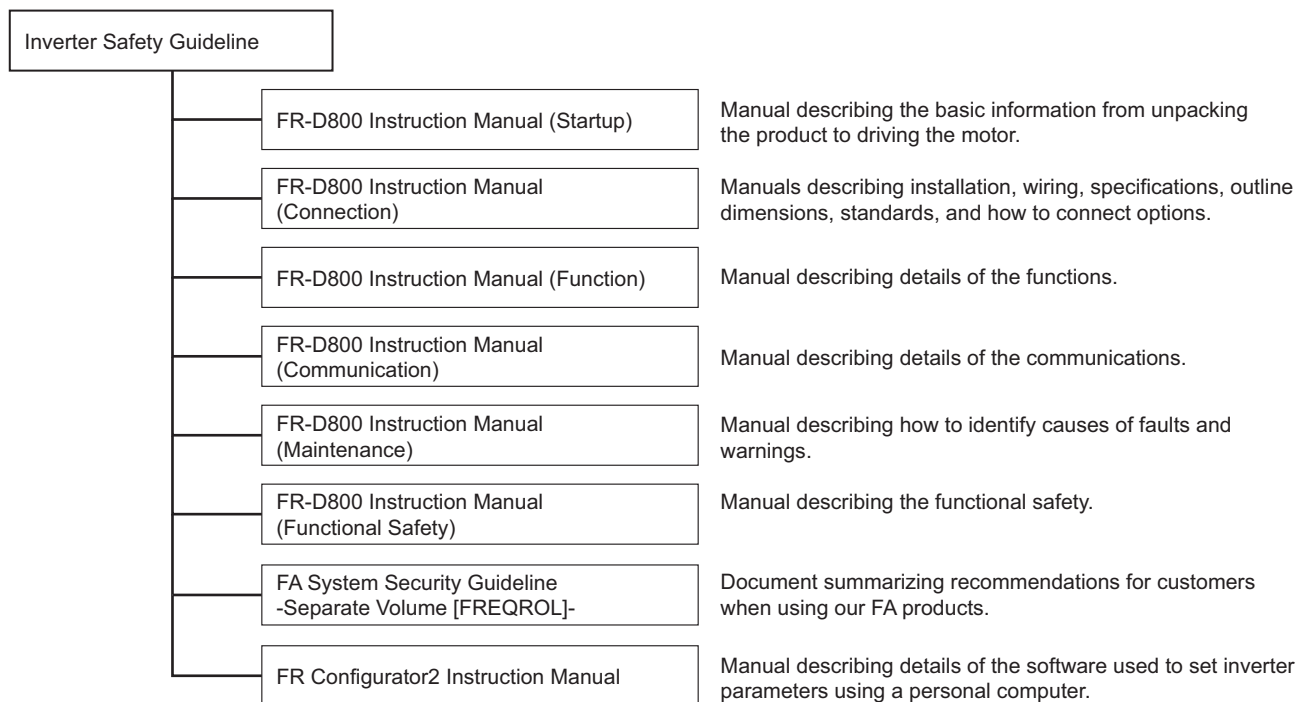 Inverter Safety Guideline
FR-D800 Instruction Manual (Startup)
Manual describing the basic information from unpacking
the product to driving the motor.
FR-D800 Instruction Manual
(Connection)
Manuals describing installation, wiring, specifications, outline
dimensions, standards, and how to connect options.
FR-D800 Instruction Manual (Function)
Manual describing details of the functions.
FR-D800 Instruction Manual
(Communication)
Manual describing details of the communications.
FR-D800 Instruction Manual
(Maintenance)
Manual describing how to identify causes of faults and
warnings.
FR-D800 Instruction Manual
(Functional Safety)
Manual describing the functional safety.
FA System Security Guideline
-Separate Volume [FREQROL]-
Document summarizing recommendations for customers
when using our FA products.
FR Configurator2 Instruction Manual
Manual describing details of the software used to set inverter
parameters using a personal computer.